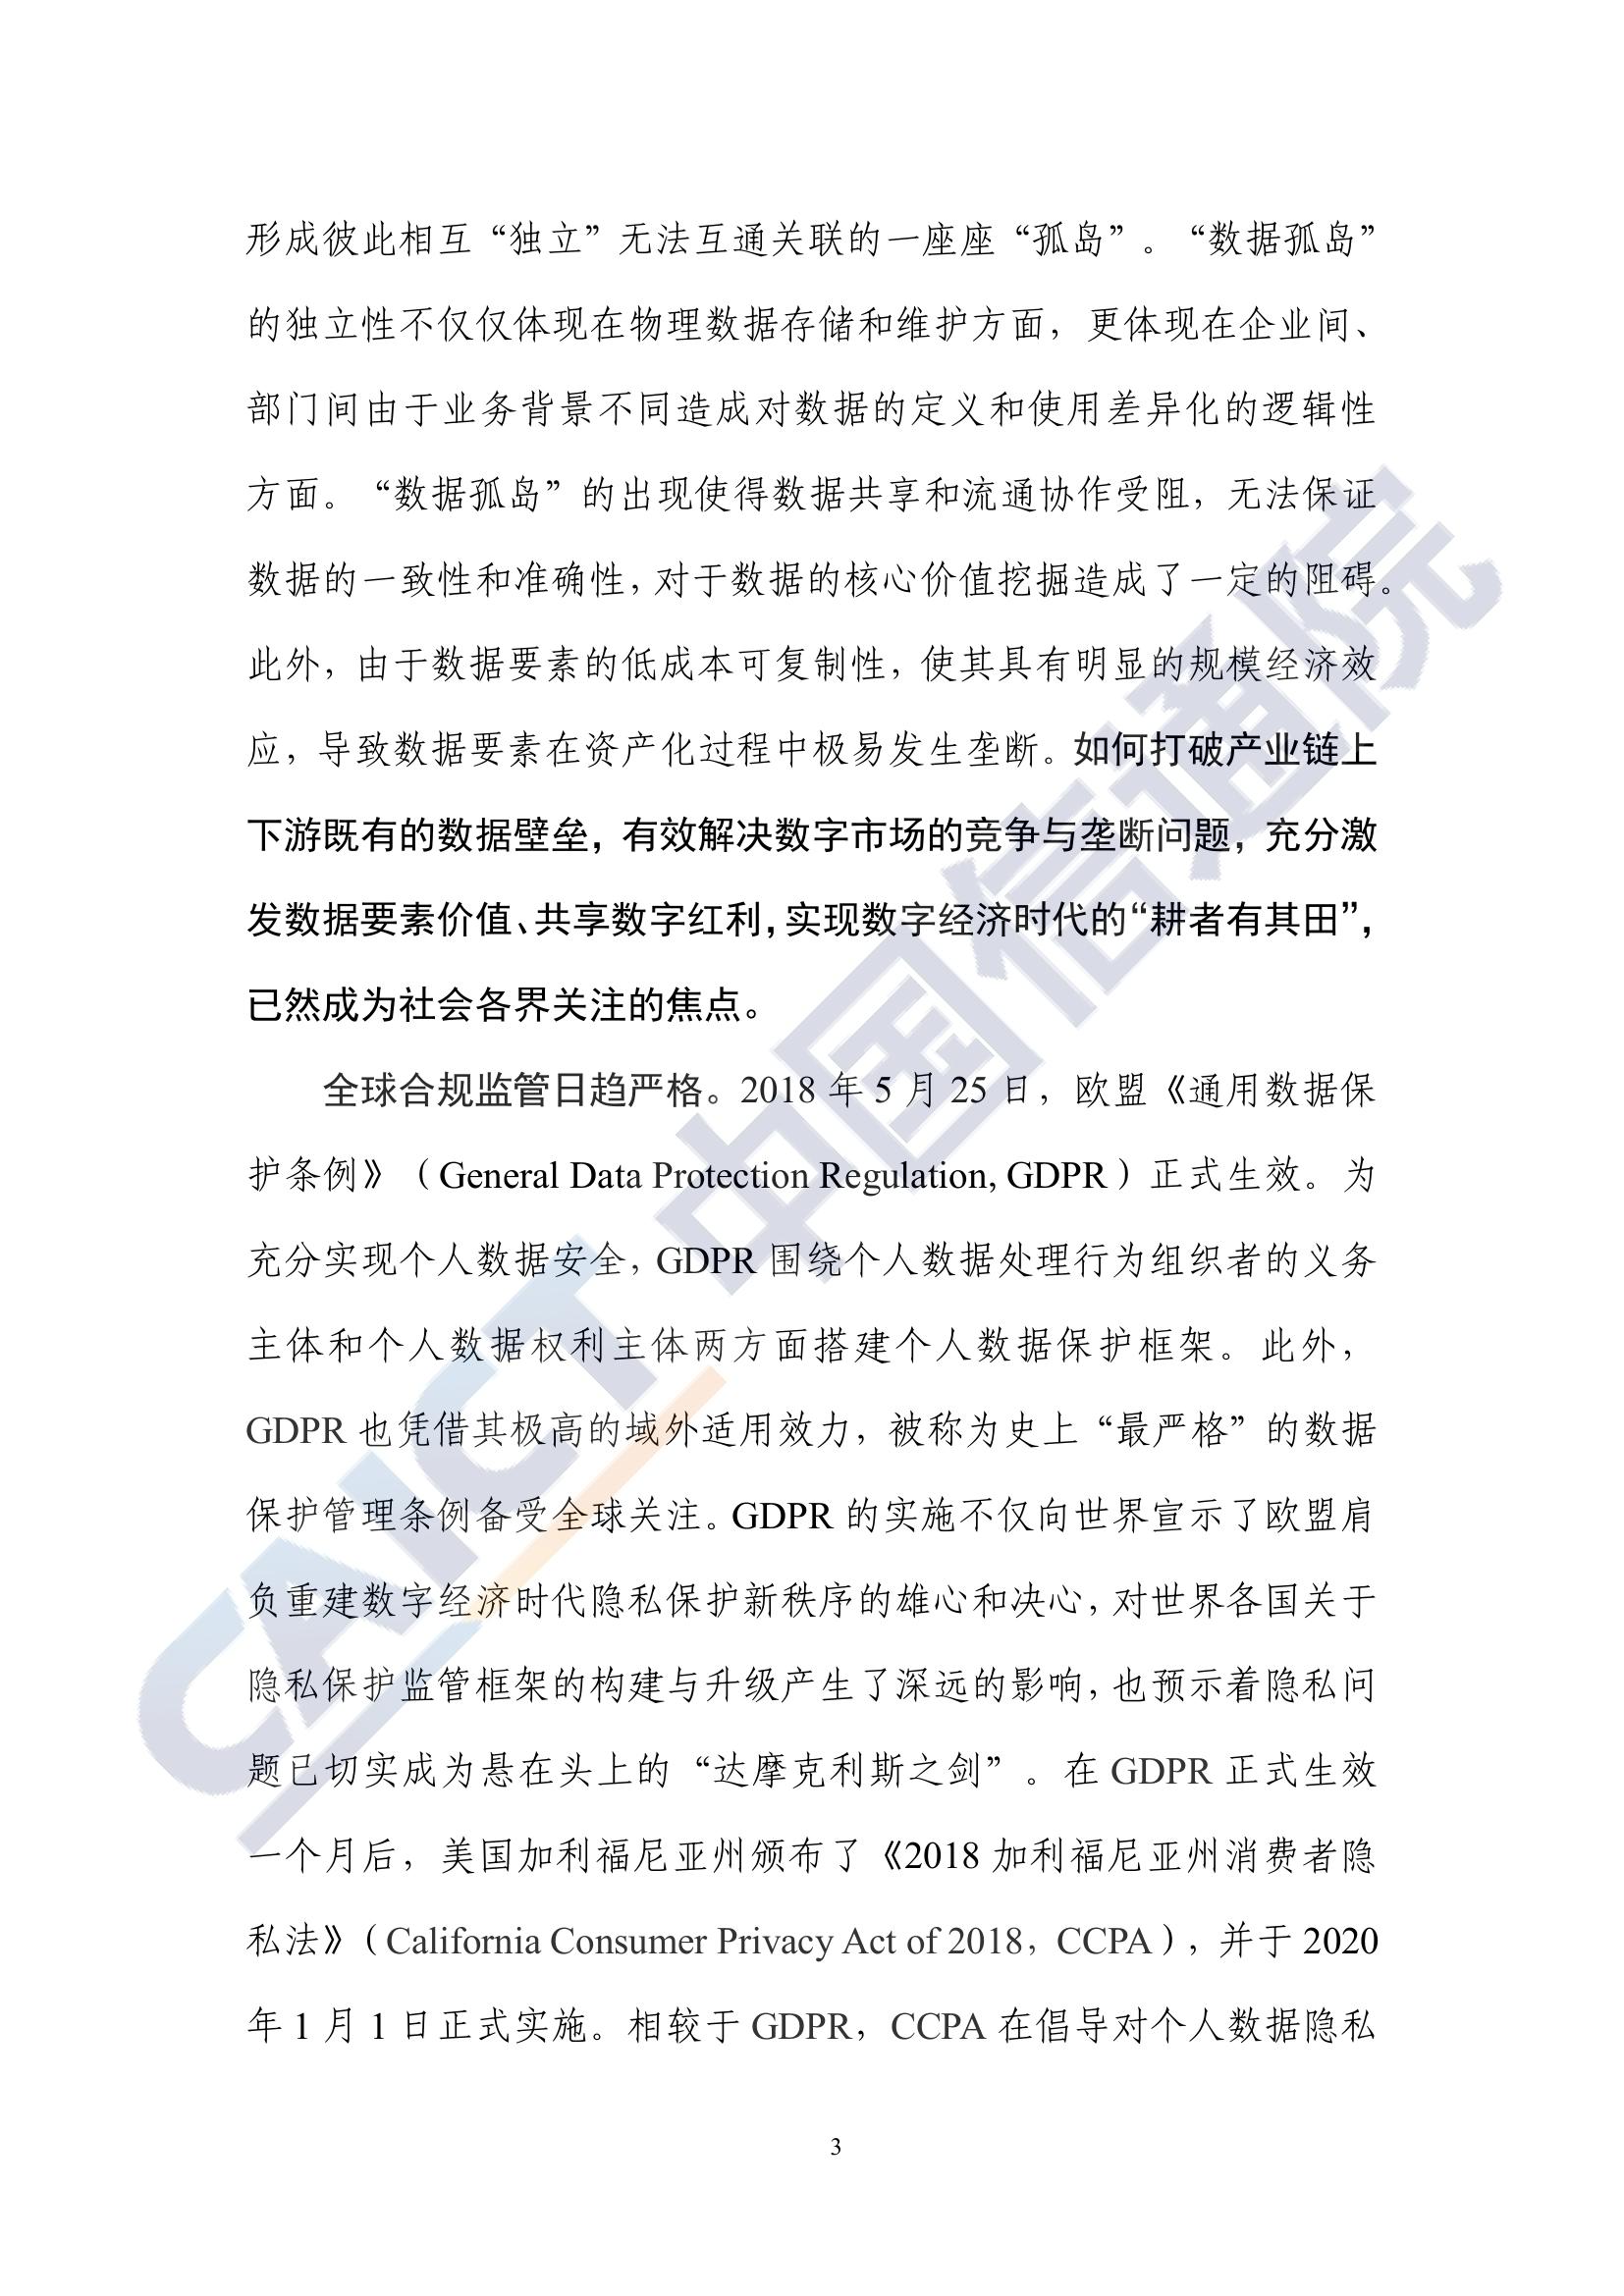 形成彼此相互“独立”无法互通关联的一座座“孤岛”。“数据孤岛”
的独立性不仅仅体现在物理数据存储和维护方面，更体现在企业间、
部门间由于业务背景不同造成对数据的定义和使用差异化的逻辑性
方面。“数据孤岛”的出现使得数据共享和流通协作受阻，无法保证
数据的一致性和准确性，对于数据的核心价值挖掘造成了一定的阻碍。
此外，由于数据要素的低成本可复制性，使其具有明显的规模经济效
应，导致数据要素在资产化过程中极易发生垄断。如何打破产业链上
下游既有的数据壁垒，有效解决数字市场的竞争与垄断问题，充分激
发数据要素价值、共享数字红利，实现数字经济时代的“耕者有其田”，
已然成为社会各界关注的焦点。
全球合规监管日趋严格。2018 年 5 月 25 日，欧盟《通用数据保
护条例》（General Data Protection Regulation, GDPR）正式生效。为
充分实现个人数据安全，GDPR 围绕个人数据处理行为组织者的义务
主体和个人数据权利主体两方面搭建个人数据保护框架。此外，
GDPR 也凭借其极高的域外适用效力，被称为史上“最严格”的数据
保护管理条例备受全球关注。GDPR 的实施不仅向世界宣示了欧盟肩
负重建数字经济时代隐私保护新秩序的雄心和决心，对世界各国关于
隐私保护监管框架的构建与升级产生了深远的影响，也预示着隐私问
题已切实成为悬在头上的“达摩克利斯之剑”。在 GDPR 正式生效
一个月后，美国加利福尼亚州颁布了《2018 加利福尼亚州消费者隐
私法》（California Consumer Privacy Act of 2018，CCPA），并于 2020
年 1 月 1 日正式实施。相较于 GDPR，CCPA 在倡导对个人数据隐私
3
CAICT 中国信通院